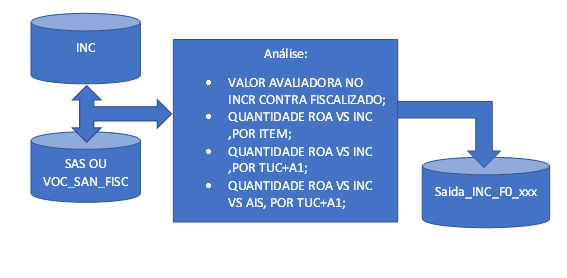 INC
SAS OU
VOC_SAN_FISC
Análise:
• VALOR AVALIADORA NO
INCR CONTRA FISCALIZADO;
• QUANTIDADE ROA VS INC
,POR ITEM;
• QUANTIDADE ROA VS INC
,POR TUC+A1;
• QUANTIDADE ROA VS INC
VS AIS, POR TUC+A1;
Saida_INC_F0_xxx